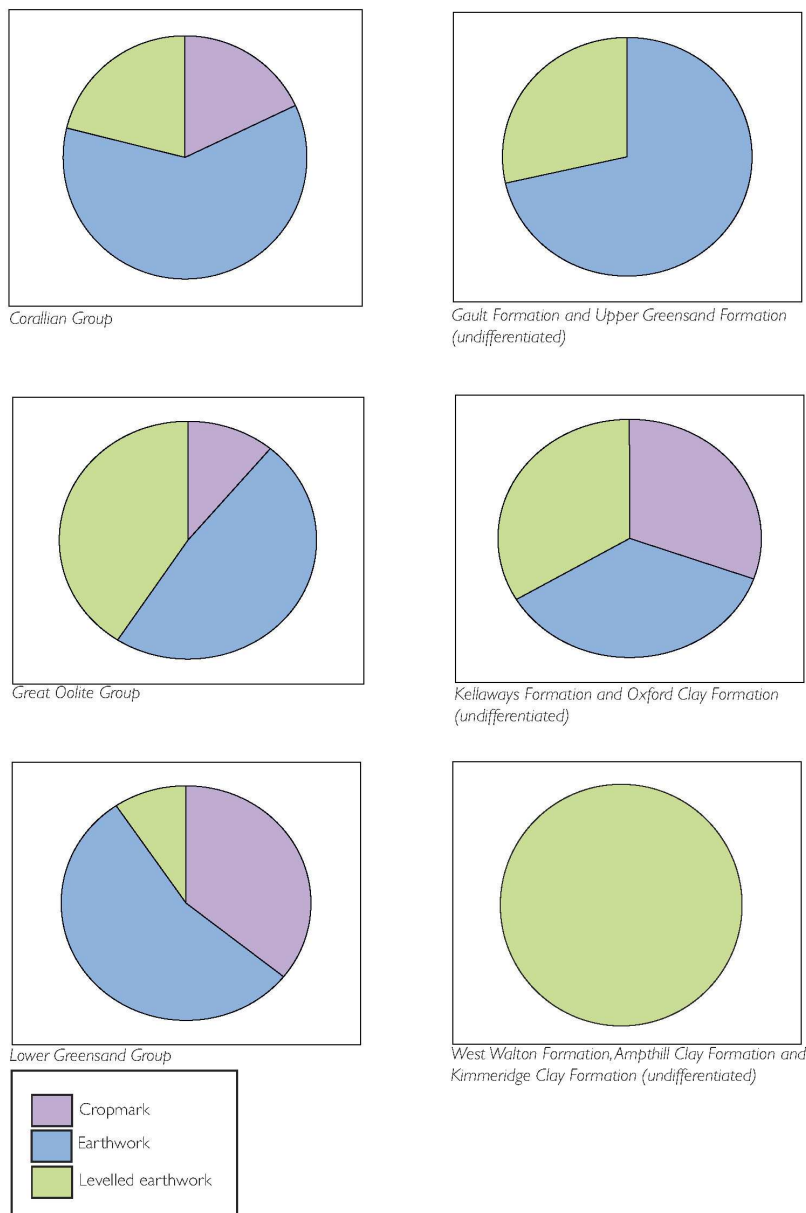 Corallian Group
Gault Formation and Upper Greensand Formation
(undifferentiated)
Great Oolite Group
Kellaways Formation and Oxford Clay Formation
(undifferentiated)
Lower Greensand Group
West Walton Formation, Ampthill Clay Formation and
Kimmeridge Clay Formation (undifferentiated)
Cropmark
Earthwork
Levelled earthwork